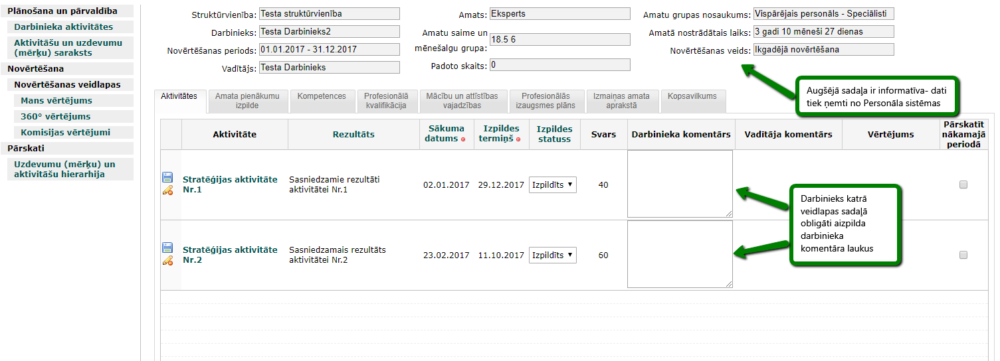 Plānošana un pārvaldība
Darbinieka aktivitātes
Aktivitāšu un uzdevumu
(mērķu) saraksts
Novērtēšana
Novērtēšanas veidlapas
Mans vērtējums
360° vērtējums
Komisijas vērtējumi
Pārskati
Uzdevumu (mērķu) un
aktivitāšu hierarhija
Struktūrvienība: Testa struktūrvienība
Darbinieks: Testa Darbinieks2
Novērtēšanas periods: 01.01.2017 - 31.12.2017
Vadītājs: Testa Darbinieks
Amats: Eksperts
Amatu saime un
mēnešalgu grupa: 18.5 6
Padoto skaits: 0
Amatu grupas nosaukums: Vispārējais personāls - Speciālisti
Amatā nostrādātais laiks: 3 gadi 10 mēneši 27 dienas
Novērtēšanas veids: Ikgadējā novērtēšana
Augšējā sadaļa ir informatīva- dati
tiek ņemti no Personāla sistēmas
Aktivitātes
Amata pienākumu
izpilde
Kompetences
Profesionālā
kvalifikācija
Mācību un attīstības
vajadzības
Profesionālās
izaugsmes plāns
Izmaiņas amata
aprakstā
Kopsavilkums
Aktivitāte
Rezultāts
Sākuma
datums
Izpildes
termiņš
Izpildes
statuss
Svars
Darbinieka komentārs
Vadītāja komentārs
Vērtējums
Pārskatīt
nākamajā
periodā
Stratēģijas aktivitāte
Nr.1
Sasniedzamie rezultāti
aktivitātei Nr.1
02.01.2017
29.12.2017
Izpildīts
40
Stratēģijas aktivitāte
Nr.2
Sasniedzamais rezultāts
aktivitātei Nr.2
23.02.2017
11.10.2017
Izpildīts
60
Darbinieks katrā
veidlapas sadaļā
obligāti aizpilda
darbinieka
komentāra laukus